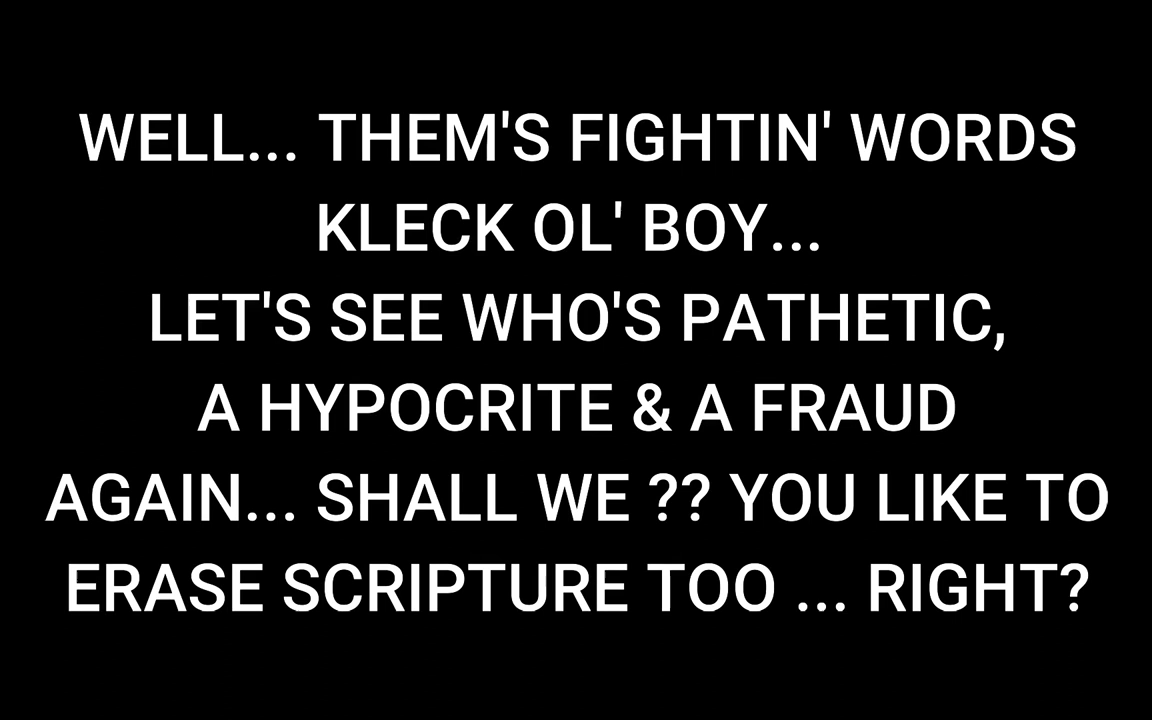 WELL... THEM'S FIGHTIN' WORDS
KLECK OL' BOY...
LET'S SEE WHO'S PATHETIC,
A HYPOCRITE & A FRAUD
AGAIN... SHALL WE ?? YOU LIKE TO
ERASE SCRIPTURE TOO ... RIGHT?